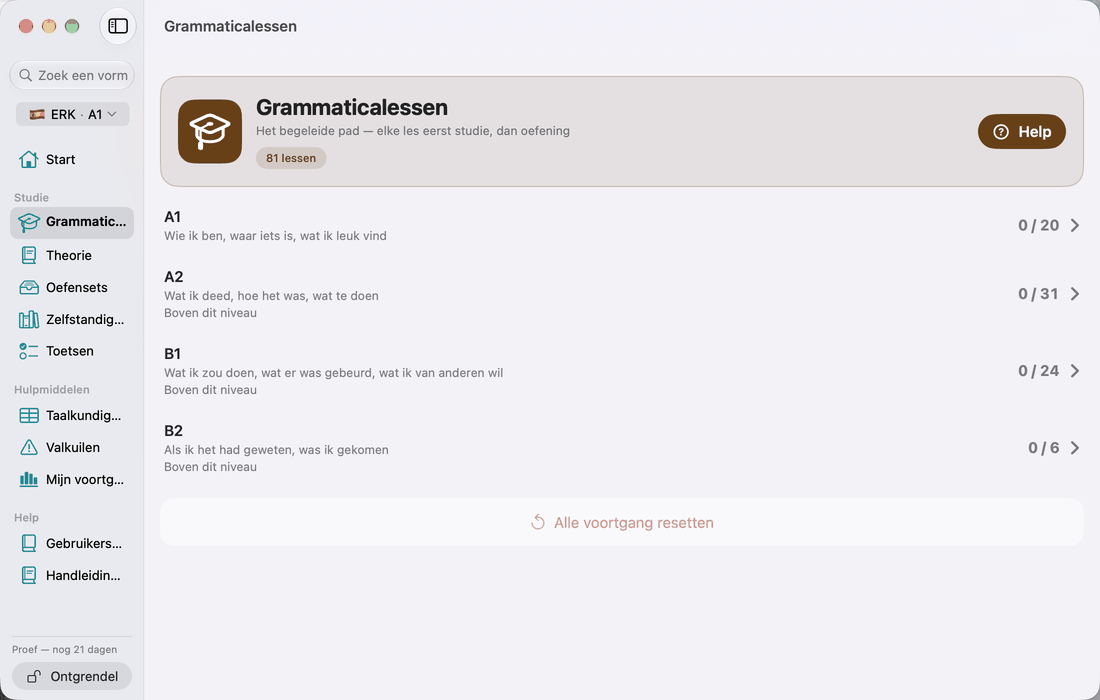 Grammaticalessen
Zoek een vorm
ERK · A1
Start
Studie
Grammatic...
Theorie
Oefensets
Zelfstandig...
Toetsen
Hulpmiddelen
Taalkundig...
Valkuilen
Mijn voortg...
Help
Gebruikers...
Handleidin...
Proef — nog 21 dagen
Ontgrendel
Grammaticalessen
Het begeleide pad — elke les eerst studie, dan oefening
81 lessen
Help
A1
Wie ik ben, waar iets is, wat ik leuk vind
0 / 20
A2
Wat ik deed, hoe het was, wat te doen
Boven dit niveau
0 / 31
B1
Wat ik zou doen, wat er was gebeurd, wat ik van anderen wil
Boven dit niveau
0 / 24
B2
Als ik het had geweten, was ik gekomen
Boven dit niveau
0 / 6
Alle voortgang resetten